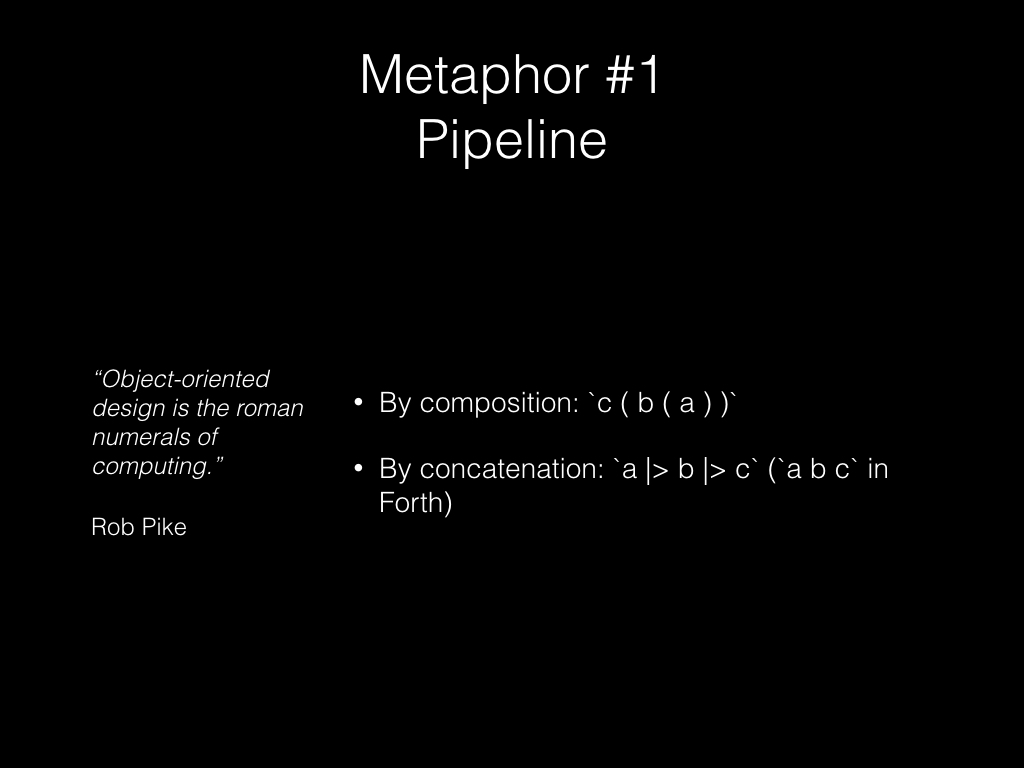 Metaphor #1
Pipeline
“Object-oriented
design is the roman
numerals of
computing.”
Rob Pike
• By composition: `c ( b ( a ) )`
• By concatenation: `a |> b |> c` (`a b c` in
Forth)